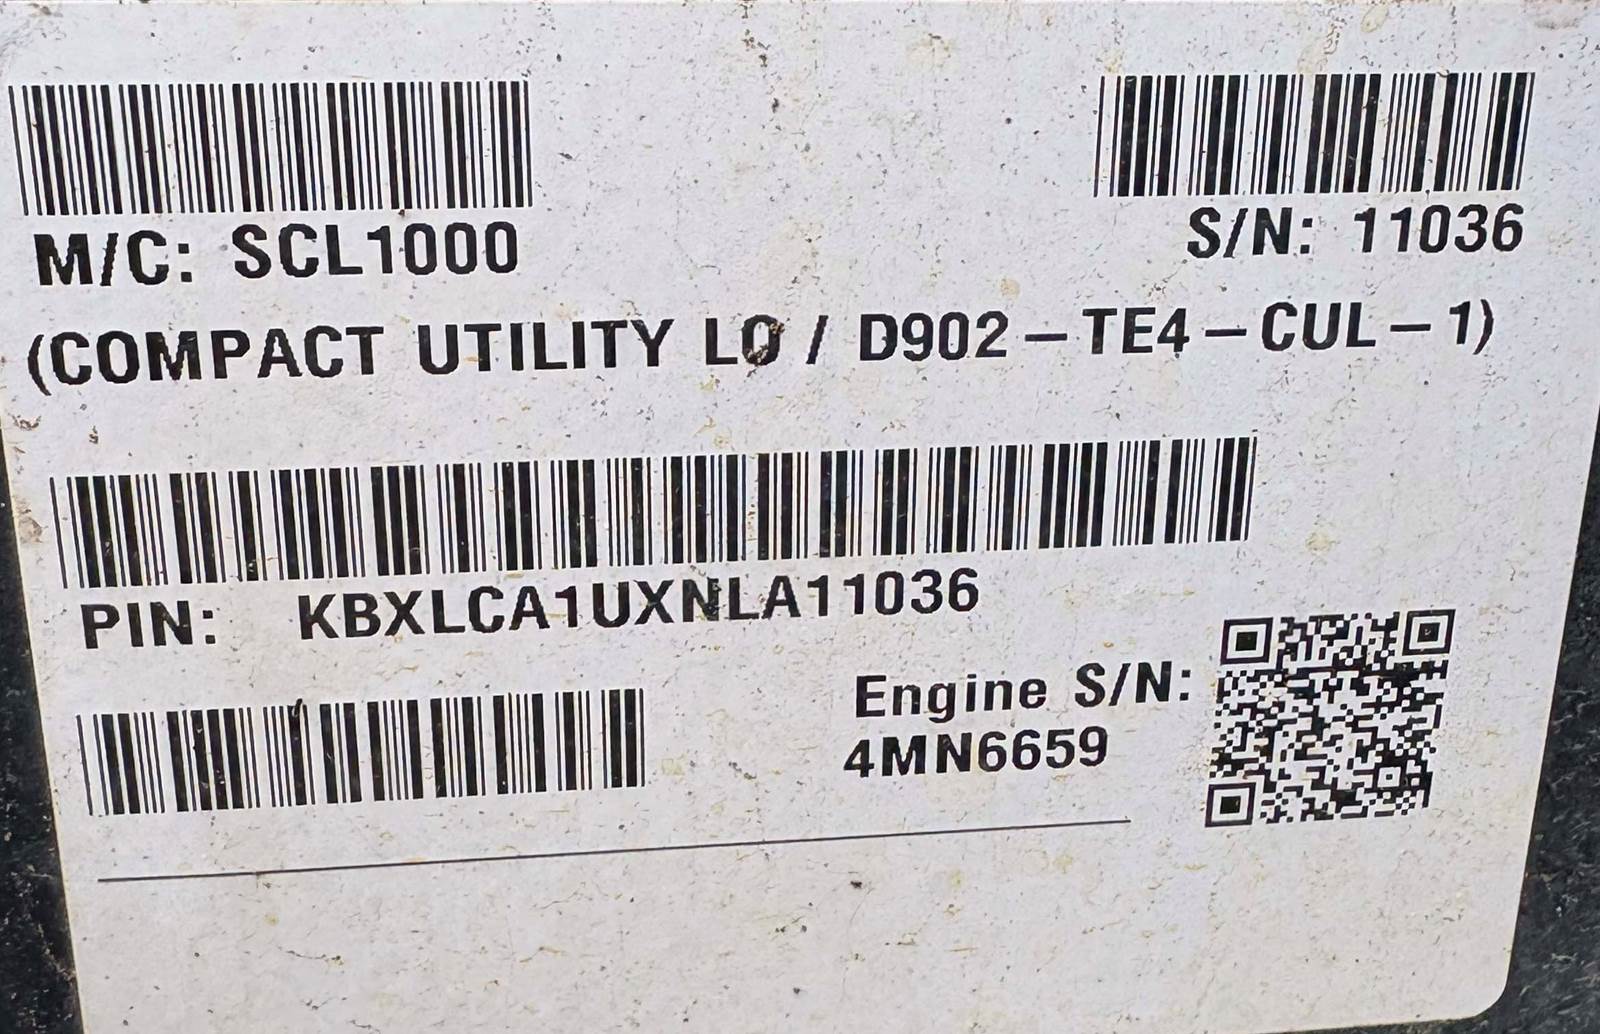 M/C: SCL1000
S/N: 11036
(COMPACT UTILITY LO / D902-TE4-CUL-1)
PIN: KBXLCA1UXNLA11036
Engine S/N:
4MN6659